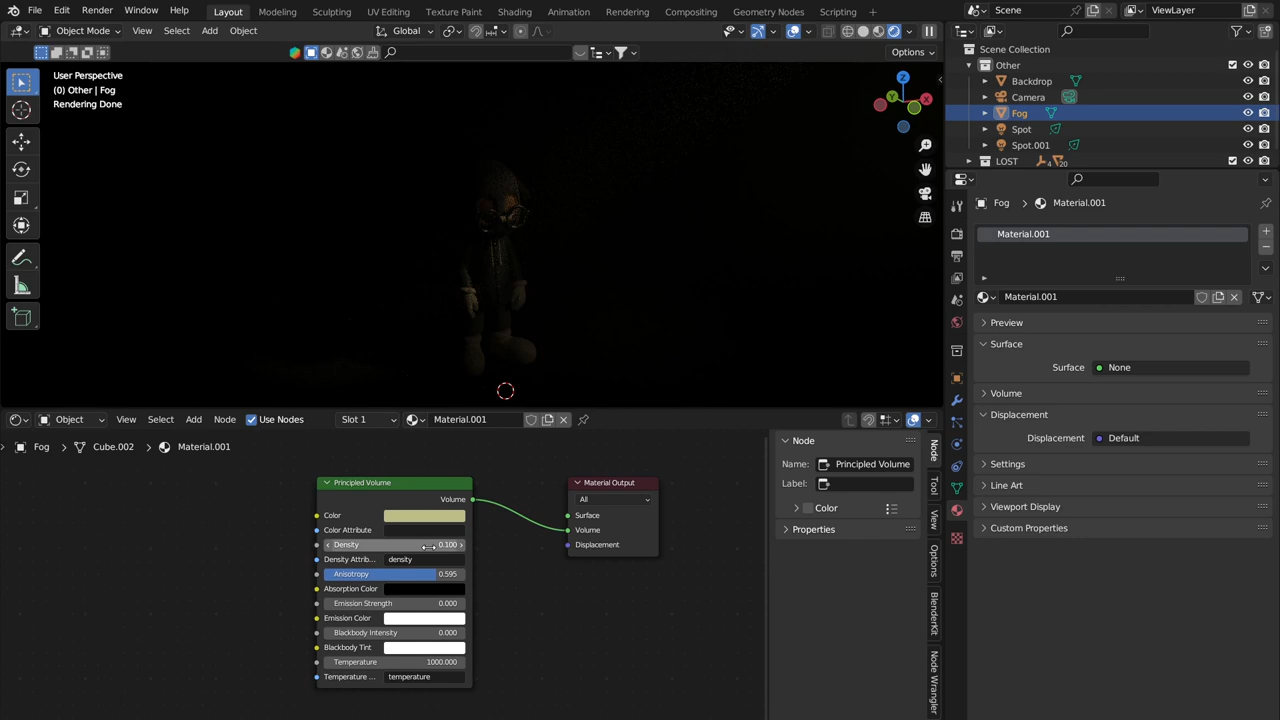 File Edit Render Window Help Layout Modeling Sculpting UV Editing Texture Paint Shading Animation Rendering Compositing Geometry Nodes Scripting Scene ViewLayer
Object Mode View Select Add Object Global
Options
User Perspective
(0) Other | Fog
Rendering Done
Z
Y
X
Scene Collection
Other
Backdrop
Camera
Fog
Spot
Spot.001
LOST 4 20
Fog Material.001
Material.001
Material.001
Preview
Surface
Surface None
Volume
Displacement
Displacement Default
Settings
Line Art
Viewport Display
Custom Properties
Object View Select Add Node Use Nodes Slot 1 Material.001
Fog Cube.002 Material.001
Principled Volume
Volume
Color
Color Attribute
Density 0.100
Density Attrib... density
Anisotropy 0.595
Absorption Color
Emission Strength 0.000
Emission Color
Blackbody Intensity 0.000
Blackbody Tint
Temperature 1000.000
Temperature ... temperature
Material Output
All
Surface
Volume
Displacement
Node
Name: Principled Volume
Label:
Color
Properties
Node
Tool
View
Options
BlenderKit
Node Wrangler